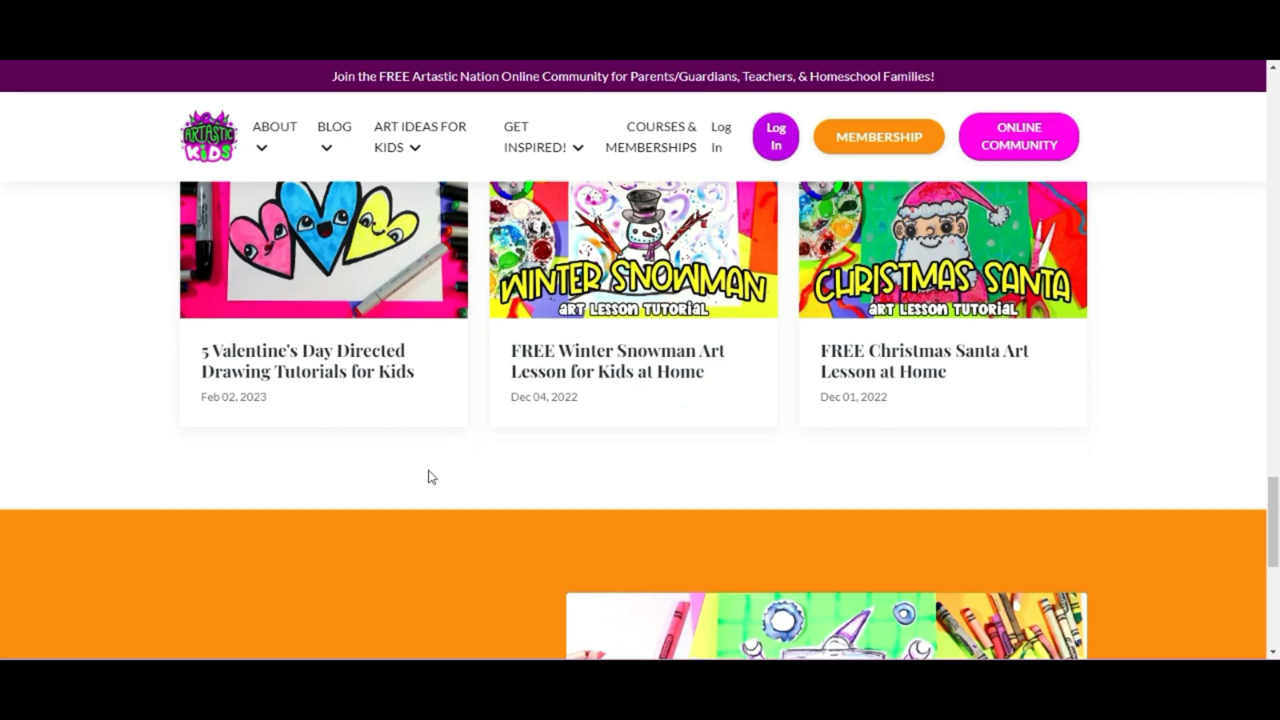 Join the FREE Artastic Nation Online Community for Parents/Guardians, Teachers, & Homeschool Families!
ARTASTIC
KiDS
ABOUT
BLOG
ART IDEAS FOR
KIDS
GET
INSPIRED!
COURSES &
MEMBERSHIPS
Log
In
Log
In
MEMBERSHIP
ONLINE
COMMUNITY
WINTER SNOWMAN
ART LESSON TUTORiAL
CHRiSTMAS SANTA
ART LESSON TUTORiAL
5 Valentine's Day Directed
Drawing Tutorials for Kids
Feb 02, 2023
FREE Winter Snowman Art
Lesson for Kids at Home
Dec 04, 2022
FREE Christmas Santa Art
Lesson at Home
Dec 01, 2022